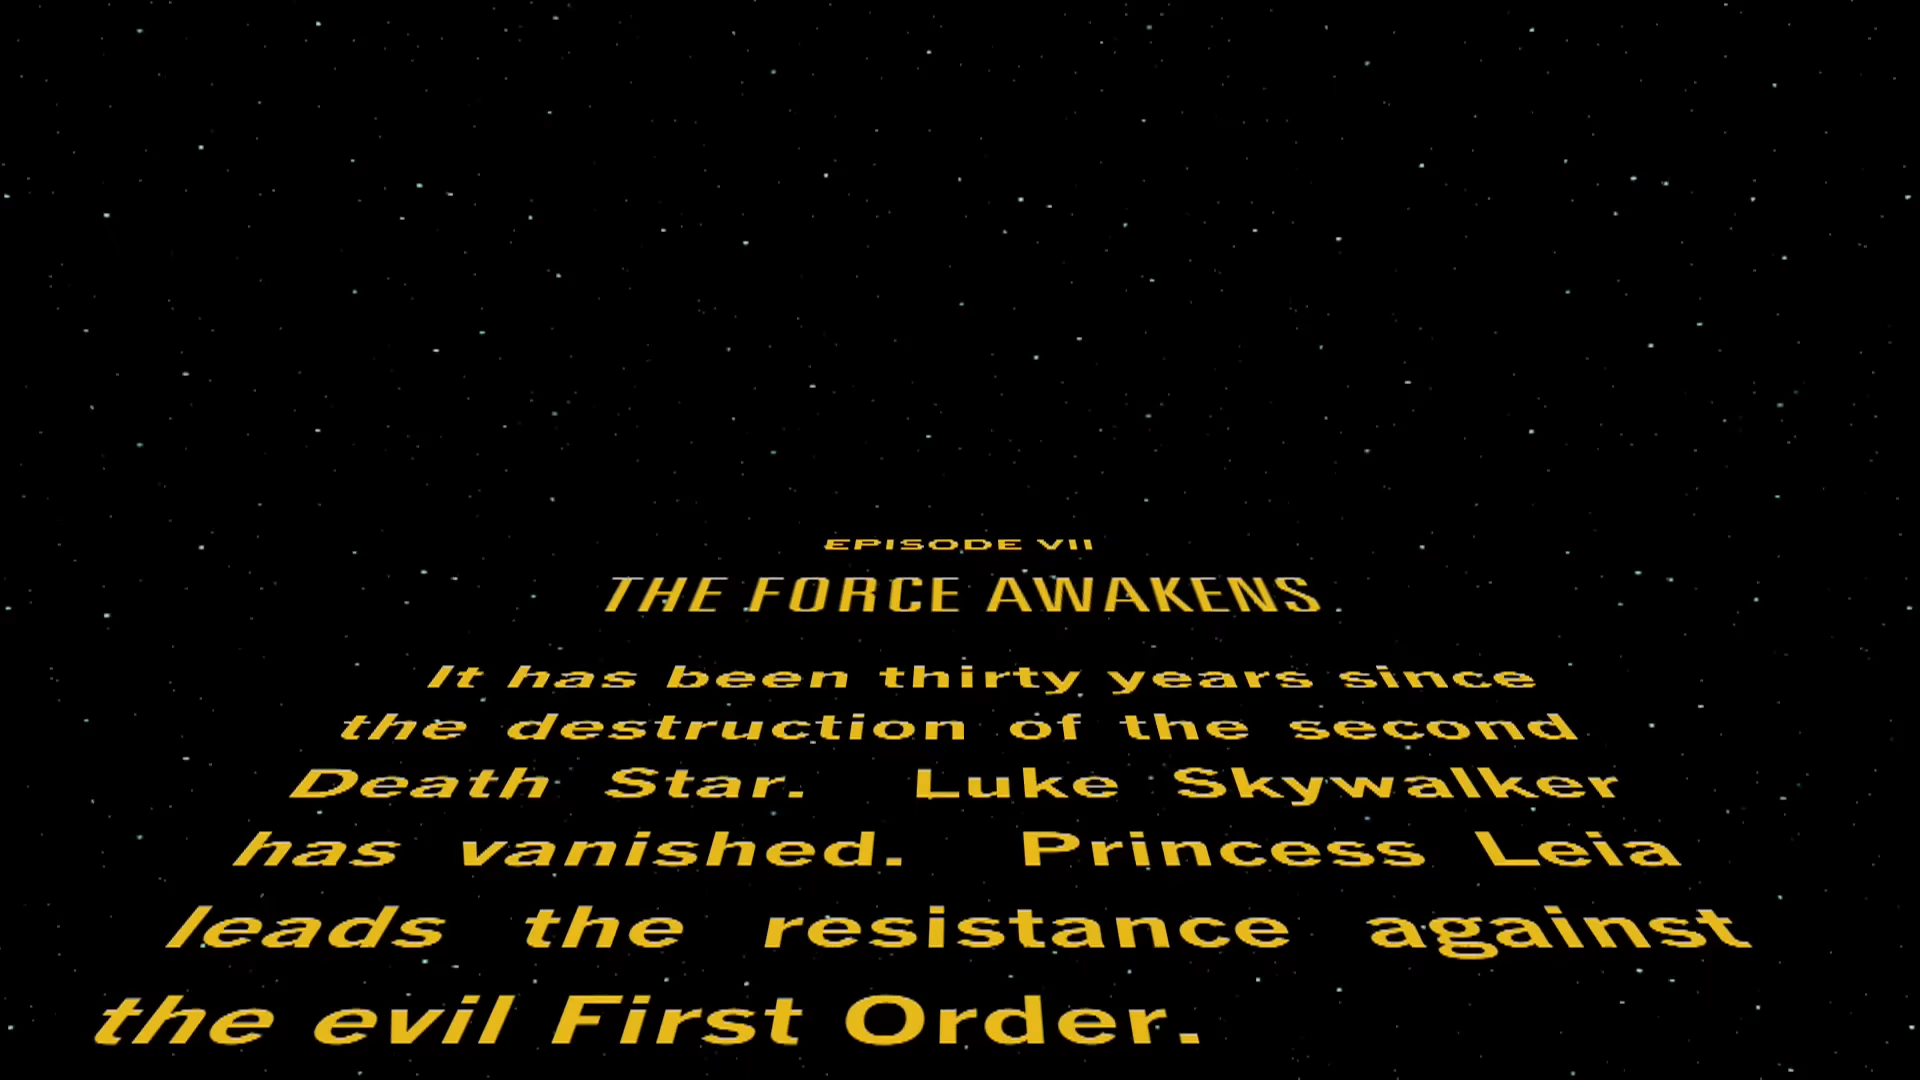 EPISODE VII
THE FORCE AWAKENS
It has been thirty years since
the destruction of the second
Death Star. Luke Skywalker
has vanished. Princess Leia
leads the resistance against
the evil First Order.